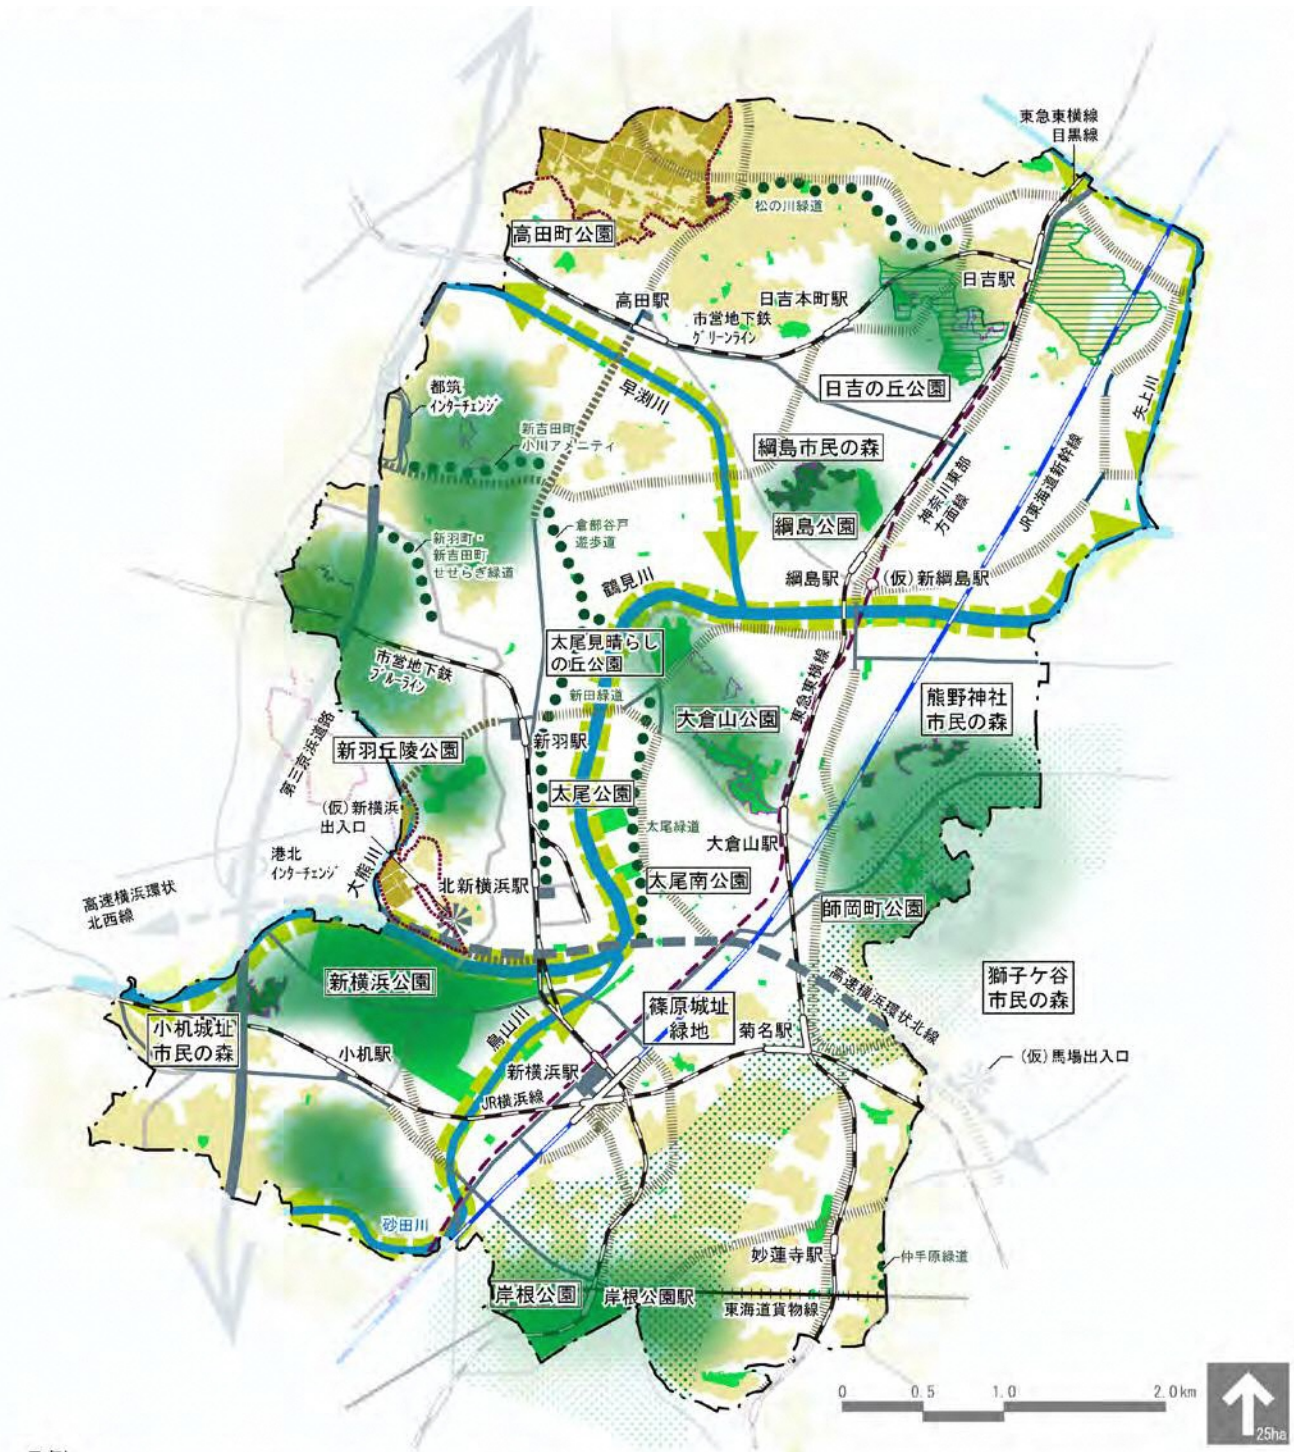 東急東横線
目黒線
松の川緑道
高田町公園
日吉駅
高田駅
日吉本町駅
市営地下鉄
グリーンライン
都筑
インターチェンジ
早渕川
日吉の丘公園
矢上川
新吉田町
小川アメニティ
綱島市民の森
神奈川東部
方面線
JR東海道新幹線
綱島公園
倉部谷戸
遊歩道
新羽町・
新吉田町
せせらぎ緑道
鶴見川
綱島駅
(仮)新綱島駅
太尾見晴らし
の丘公園
市営地下鉄
ブルーライン
東急東横線
新田緑道
熊野神社
市民の森
大倉山公園
第三京浜道路
新羽丘陵公園
新羽駅
太尾公園
(仮)新横浜
出入口
太尾緑道
大倉山駅
港北
インターチェンジ
大熊川
北新横浜駅
太尾南公園
高速横浜環状
北西線
師岡町公園
新横浜公園
獅子ケ谷
市民の森
篠原城址
緑地
高速横浜環状北線
小机城址
市民の森
鳥山川
菊名駅
小机駅
(仮)馬場出入口
新横浜駅
JR横浜線
砂田川
妙蓮寺駅
仲手原緑道
岸根公園
岸根公園駅
東海道貨物線
0 0.5 1.0 2.0km
25ha